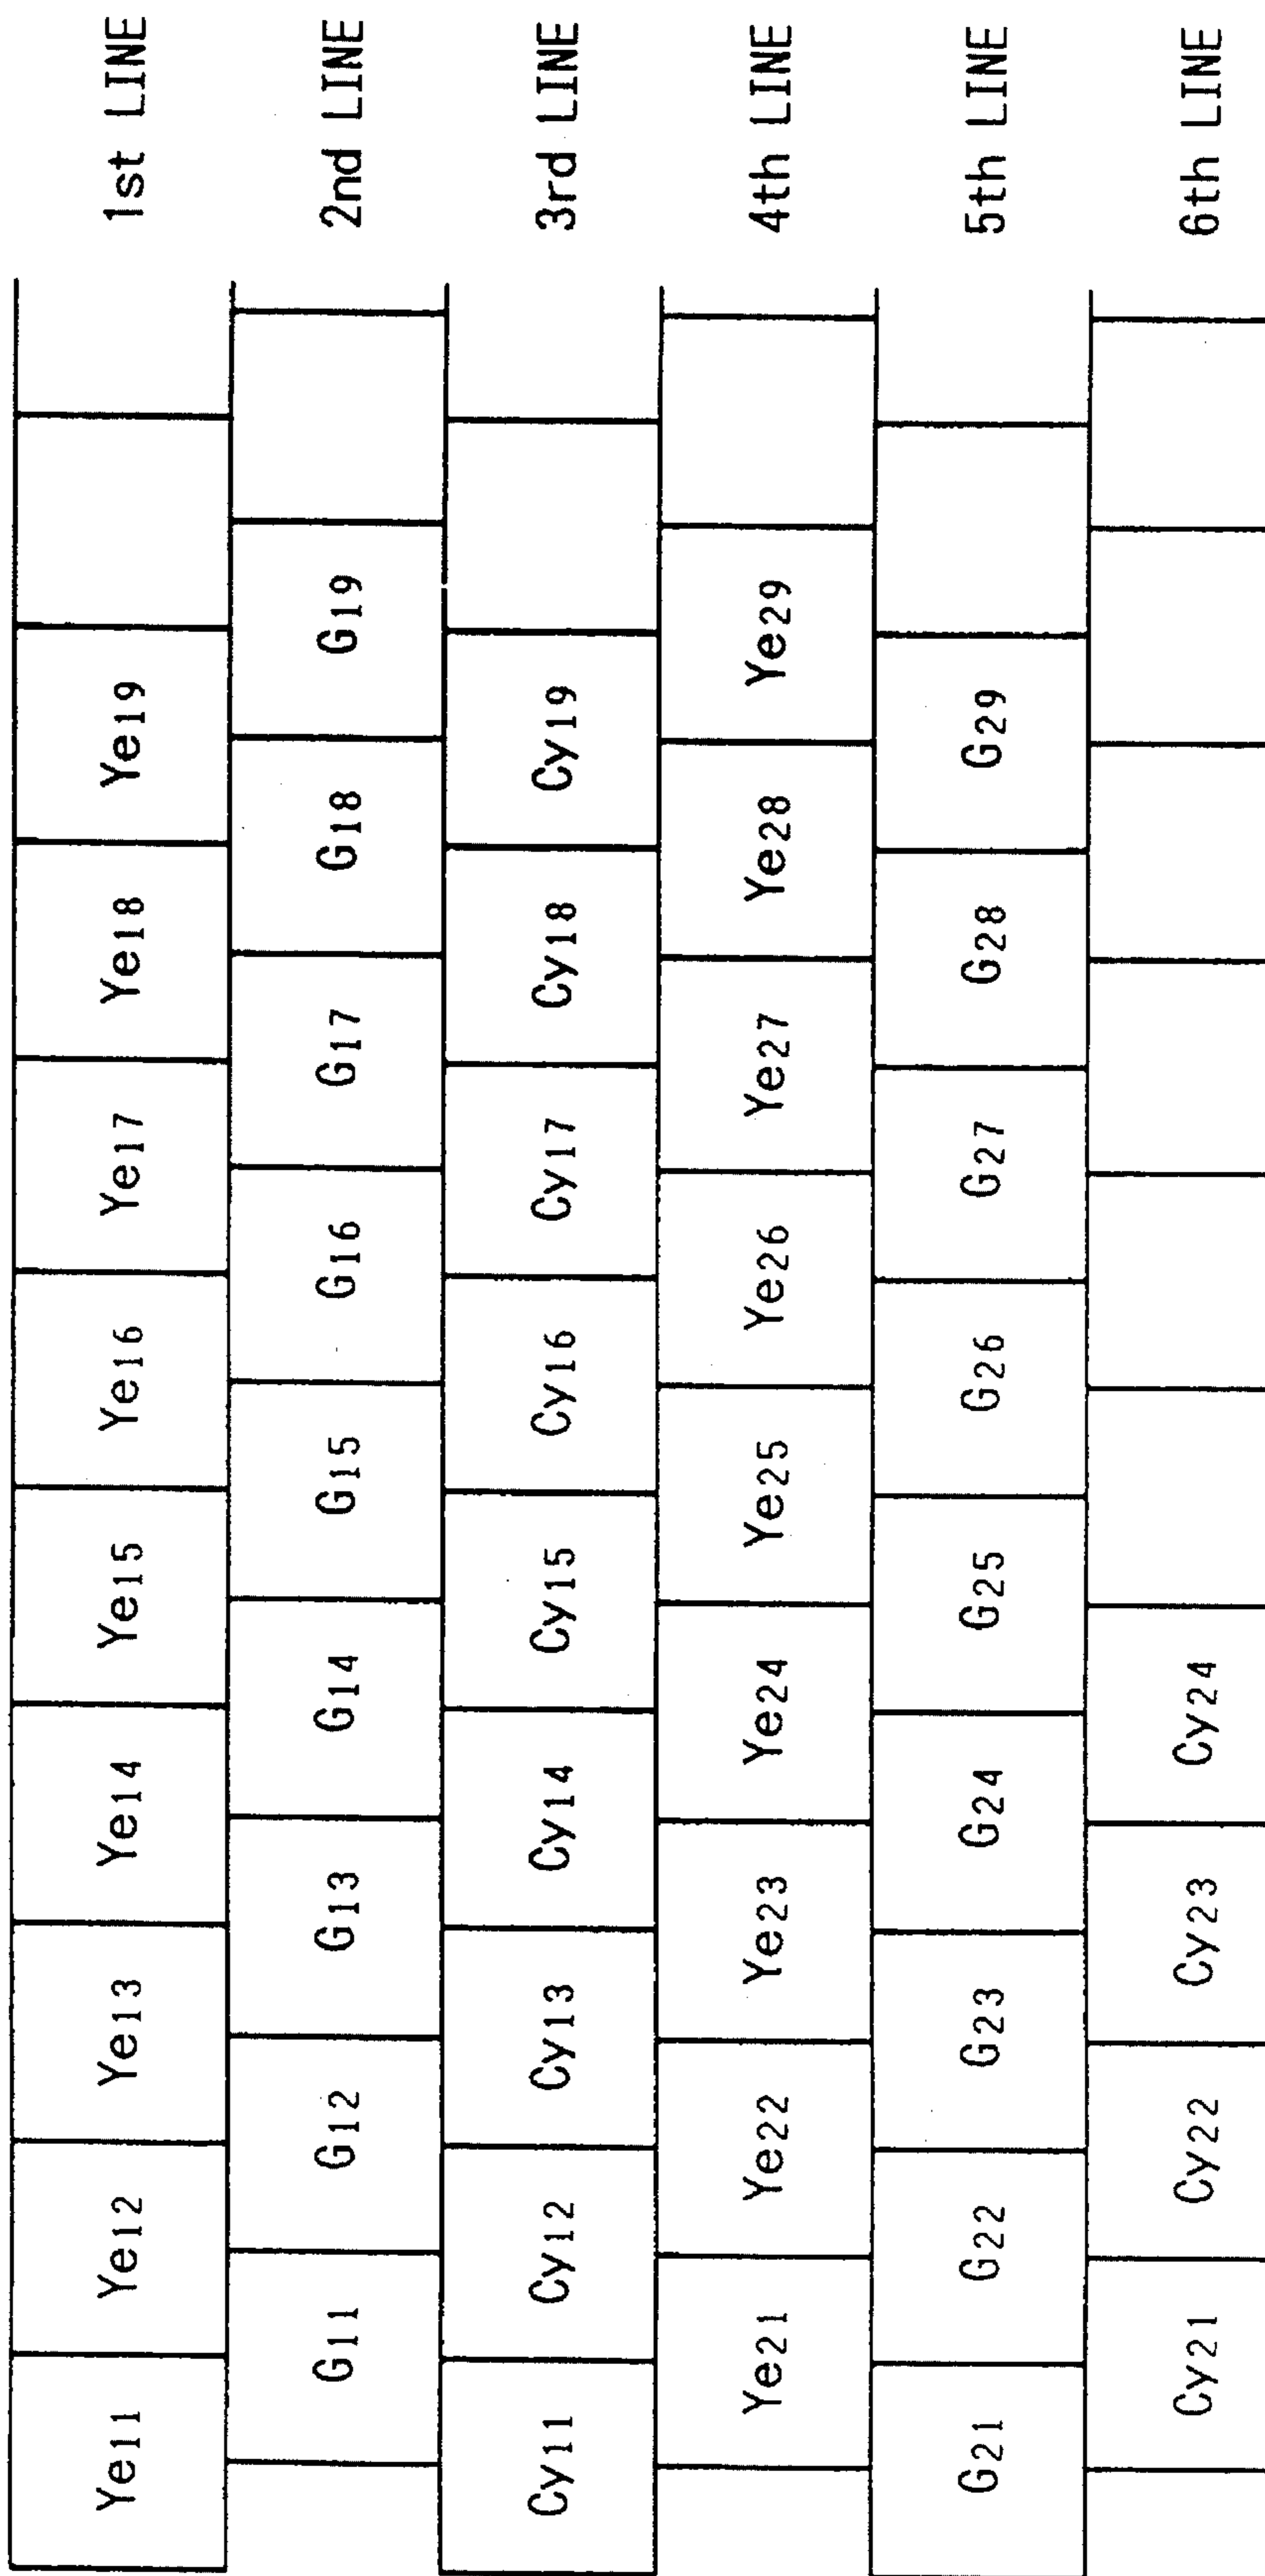 Ye11 Ye12 Ye13 Ye14 Ye15 Ye16 Ye17 Ye18 Ye19 1st LINE
G11 G12 G13 G14 G15 G16 G17 G18 G19 2nd LINE
Cy11 Cy12 Cy13 Cy14 Cy15 Cy16 Cy17 Cy18 Cy19 3rd LINE
Ye21 Ye22 Ye23 Ye24 Ye25 Ye26 Ye27 Ye28 Ye29 4th LINE
G21 G22 G23 G24 G25 G26 G27 G28 G29 5th LINE
Cy21 Cy22 Cy23 Cy24 6th LINE